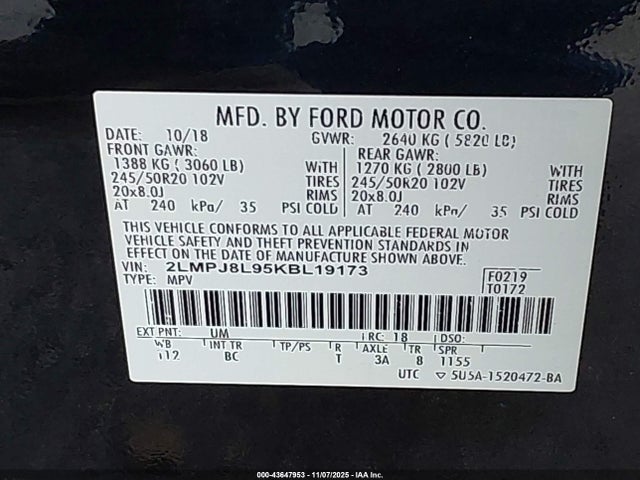 MFD. BY FORD MOTOR CO.
DATE: 10/18 GVWR: 2640 KG ( 5820 LB)
FRONT GAWR: REAR GAWR:
1388 KG ( 3060 LB) WITH 1270 KG ( 2800 LB) WITH
245/50R20 102V TIRES 245/50R20 102V TIRES
20x8.0J RIMS 20x8.0J RIMS
AT 240 kPa/ 35 PSI COLD AT 240 kPa/ 35 PSI COLD
THIS VEHICLE CONFORMS TO ALL APPLICABLE FEDERAL MOTOR
VEHICLE SAFETY AND THEFT PREVENTION STANDARDS IN
EFFECT ON THE DATE OF MANUFACTURE SHOWN ABOVE.
VIN: 2LMPJ8L95KBL19173 F0219
TYPE: MPV T0172
EXT PNT: UM RC: 18 DSO:
WB INT TR TP/PS R AXLE TR SPR
112 BC T 3A 8 1155
UTC ▽ 5U5A-1520472-BA
000-43647953 - 11/07/2025 - IAA Inc.